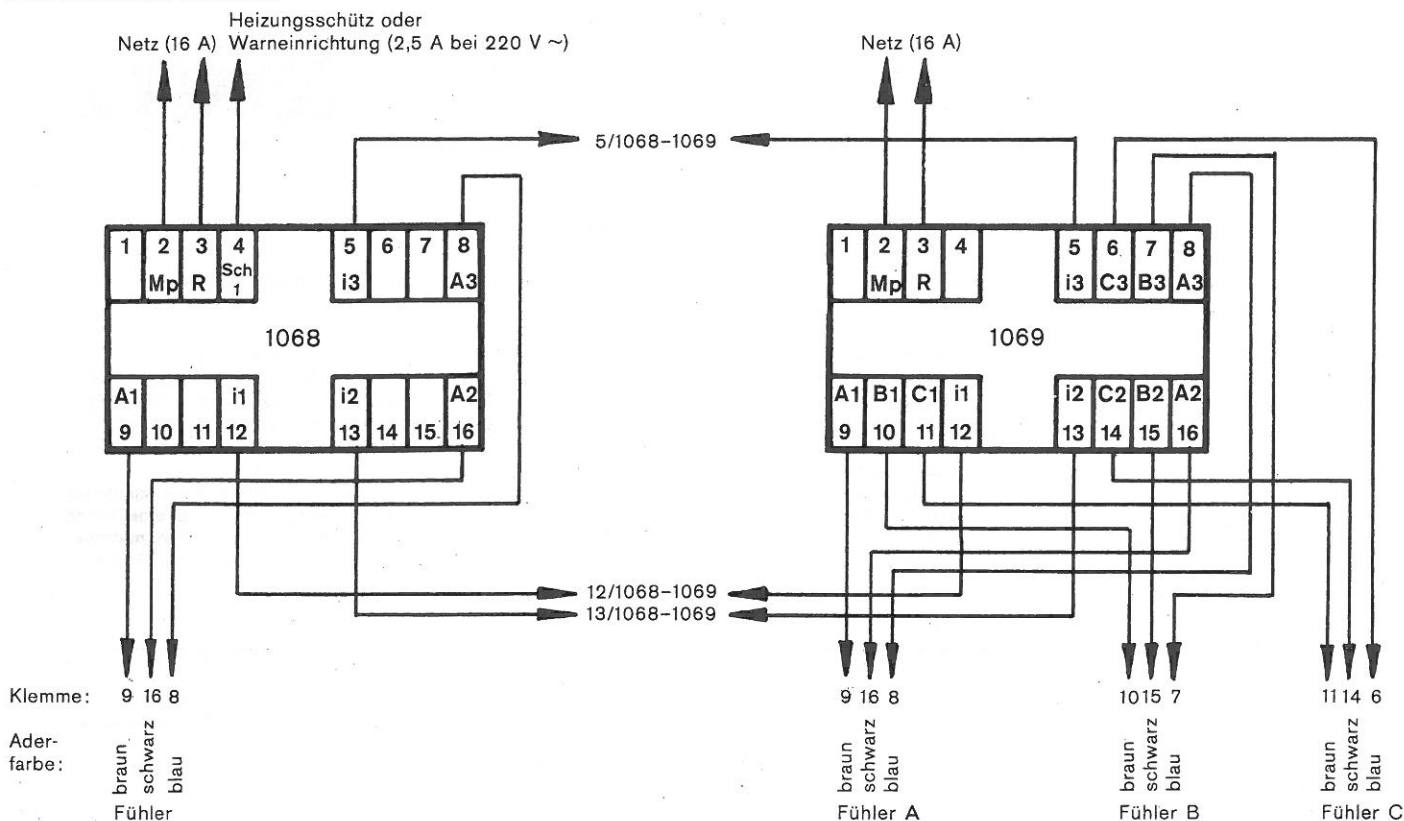 Heizungsschütz oder
Netz (16 A) Warneinrichtung (2,5 A bei 220 V ~)
Netz (16 A)
5/1068–1069
1 2 3 4 5 6 7 8
Mp R Sch 1 i3 A3
1068
A1 i1 i2 A2
9 10 11 12 13 14 15 16
1 2 3 4 5 6 7 8
Mp R i3 C3 B3 A3
1069
A1 B1 C1 i1 i2 C2 B2 A2
9 10 11 12 13 14 15 16
12/1068–1069
13/1068–1069
Klemme: 9 16 8 9 16 8 10 15 7 11 14 6
Ader-
farbe:
braun schwarz blau braun schwarz blau braun schwarz blau braun schwarz blau
Fühler Fühler A Fühler B Fühler C